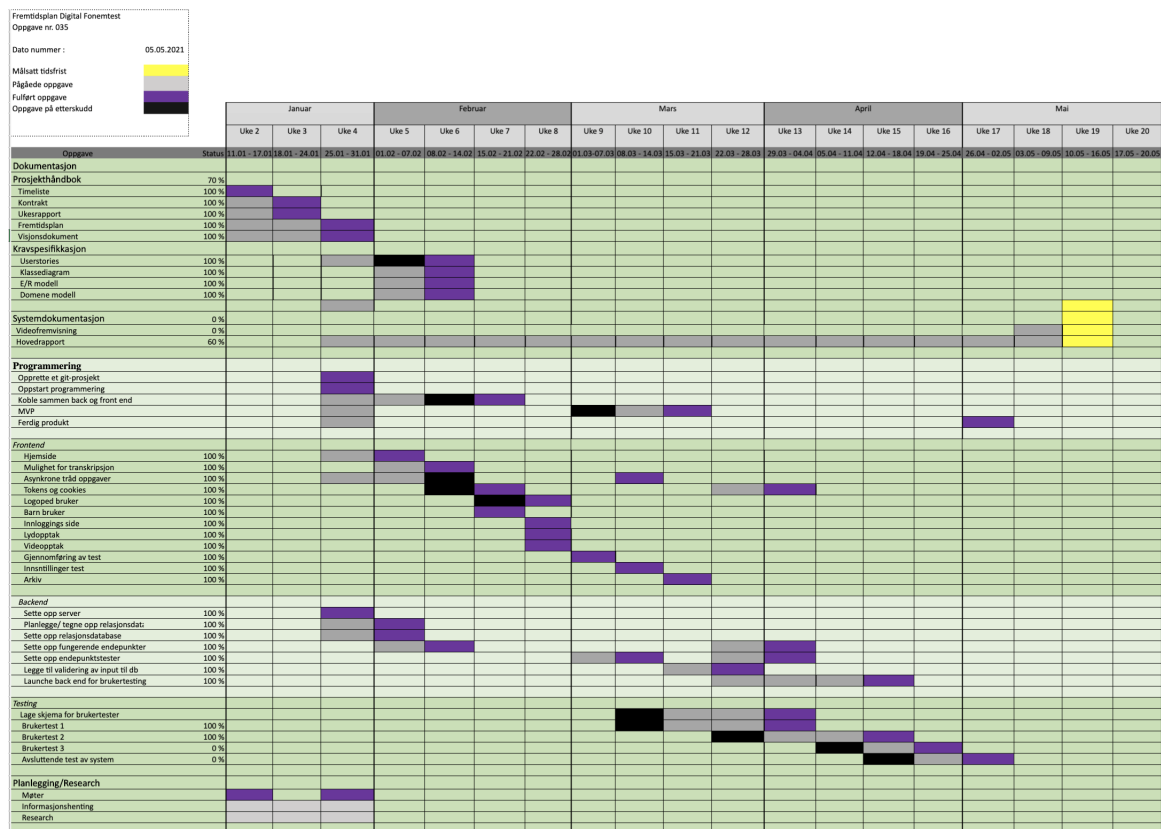 Fremtidsplan Digital Fonemtest
Oppgave nr. 035
Dato nummer : 05.05.2021
Målsatt tidsfrist
Pågåede oppgave
Fulført oppgave
Oppgave på etterskudd
Januar Februar Mars April Mai
Uke 2 Uke 3 Uke 4 Uke 5 Uke 6 Uke 7 Uke 8 Uke 9 Uke 10 Uke 11 Uke 12 Uke 13 Uke 14 Uke 15 Uke 16 Uke 17 Uke 18 Uke 19 Uke 20
Oppgave Status 11.01 - 17.01 18.01 - 24.01 25.01 - 31.01 01.02 - 07.02 08.02 - 14.02 15.02 - 21.02 22.02 - 28.02 01.03-07.03 08.03 - 14.03 15.03 - 21.03 22.03 - 28.03 29.03 - 04.04 05.04 - 11.04 12.04 - 18.04 19.04 - 25.04 26.04 - 02.05 03.05 - 09.05 10.05 - 16.05 17.05 - 20.05
Dokumentasjon
Prosjekthåndbok 70 %
Timeliste 100 %
Kontrakt 100 %
Ukesrapport 100 %
Fremtidsplan 100 %
Visjonsdokument 100 %
Kravspesifikkasjon
Userstories 100 %
Klassediagram 100 %
E/R modell 100 %
Domene modell 100 %
Systemdokumentasjon 0 %
Videofremvisning 0 %
Hovedrapport 60 %
Programmering
Opprette et git-prosjekt
Oppstart programmering
Koble sammen back og front end
MVP
Ferdig produkt
Frontend
Hjemside 100 %
Mulighet for transkripsjon 100 %
Asynkrone tråd oppgaver 100 %
Tokens og cookies 100 %
Logoped bruker 100 %
Barn bruker 100 %
Innloggings side 100 %
Lydopptak 100 %
Videopptak 100 %
Gjennomføring av test 100 %
Innsntillinger test 100 %
Arkiv 100 %
Backend
Sette opp server 100 %
Planlegge/ tegne opp relasjonsdat 100 %
Sette opp relasjonsdatabase 100 %
Sette opp fungerende endepunkter 100 %
Sette opp endepunktstester 100 %
Legge til validering av input til db 100 %
Launche back end for brukertesting 100 %
Testing
Lage skjema for brukertester
Brukertest 1 100 %
Brukertest 2 100 %
Brukertest 3 0 %
Avsluttende test av system 0 %
Planlegging/Research
Møter
Informasjonshenting
Research